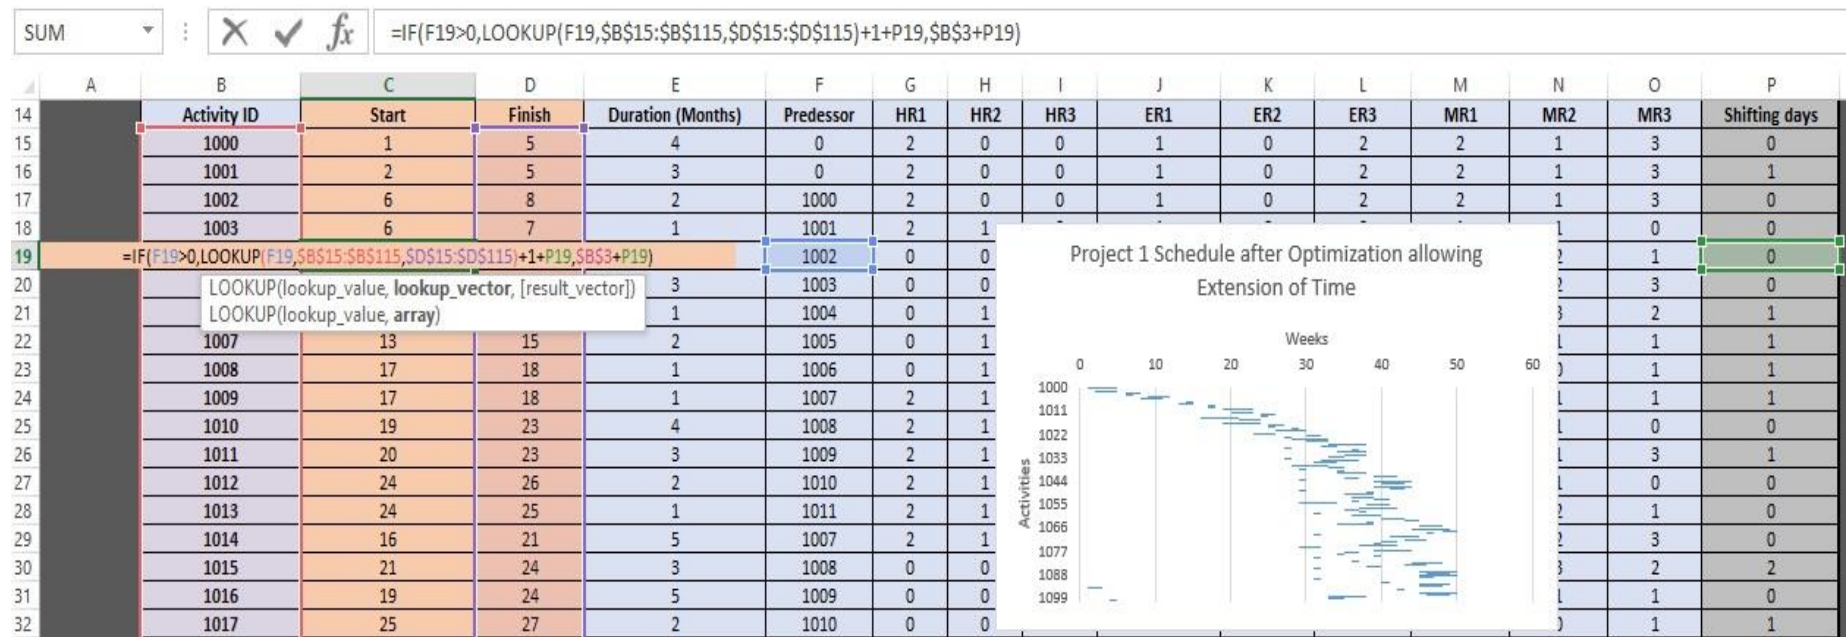 SUM =IF(F19>0,LOOKUP(F19,$B$15:$B$115,$D$15:$D$115)+1+P19,$B$3+P19)
A B C D E F G H I J K L M N O P
14 Activity ID Start Finish Duration (Months) Predessor HR1 HR2 HR3 ER1 ER2 ER3 MR1 MR2 MR3 Shifting days
15 1000 1 5 4 0 2 0 0 1 0 2 2 1 3 0
16 1001 2 5 3 0 2 0 0 1 0 2 2 1 3 1
17 1002 6 8 2 1000 2 0 0 1 0 2 2 1 3 0
18 1003 6 7 1 1001 2 1 0 0 0
19 =IF(F19>0,LOOKUP(F19,$B$15:$B$115,$D$15:$D$115)+1+P19,$B$3+P19) 1002 0 0 1 0
20 LOOKUP(lookup_value, lookup_vector, [result_vector]) 3 1003 0 0 3 0
21 LOOKUP(lookup_value, array) 1 1004 0 1 2 1
22 1007 13 15 2 1005 0 1 1 1
23 1008 17 18 1 1006 0 1 1 1
24 1009 17 18 1 1007 2 1 1 1
25 1010 19 23 4 1008 2 1 0 0
26 1011 20 23 3 1009 2 1 3 1
27 1012 24 26 2 1010 2 1 0 0
28 1013 24 25 1 1011 2 1 1 0
29 1014 16 21 5 1007 2 1 3 0
30 1015 21 24 3 1008 0 0 2 2
31 1016 19 24 5 1009 0 0 1 0
32 1017 25 27 2 1010 0 0 1 1
Project 1 Schedule after Optimization allowing
Extension of Time
Weeks
0 10 20 30 40 50 60
Activities
1000
1011
1022
1033
1044
1055
1066
1077
1088
1099